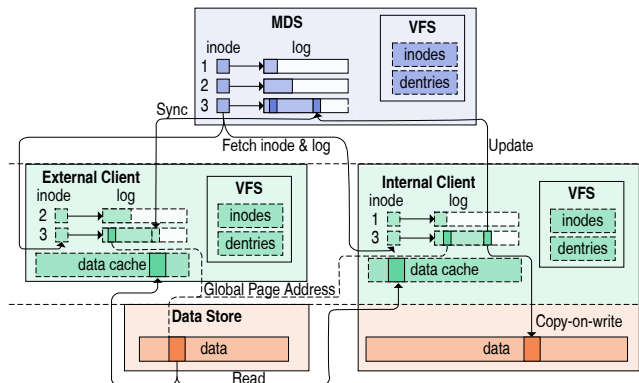 MDS
inode log
VFS
1
inodes
2
dentries
3
Sync
Fetch inode & log
Update
External Client
inode log
VFS
2
inodes
3
dentries
data cache
Internal Client
inode log
VFS
1
inodes
3
dentries
data cache
Global Page Address
Data Store
data
Read
Copy-on-write
data